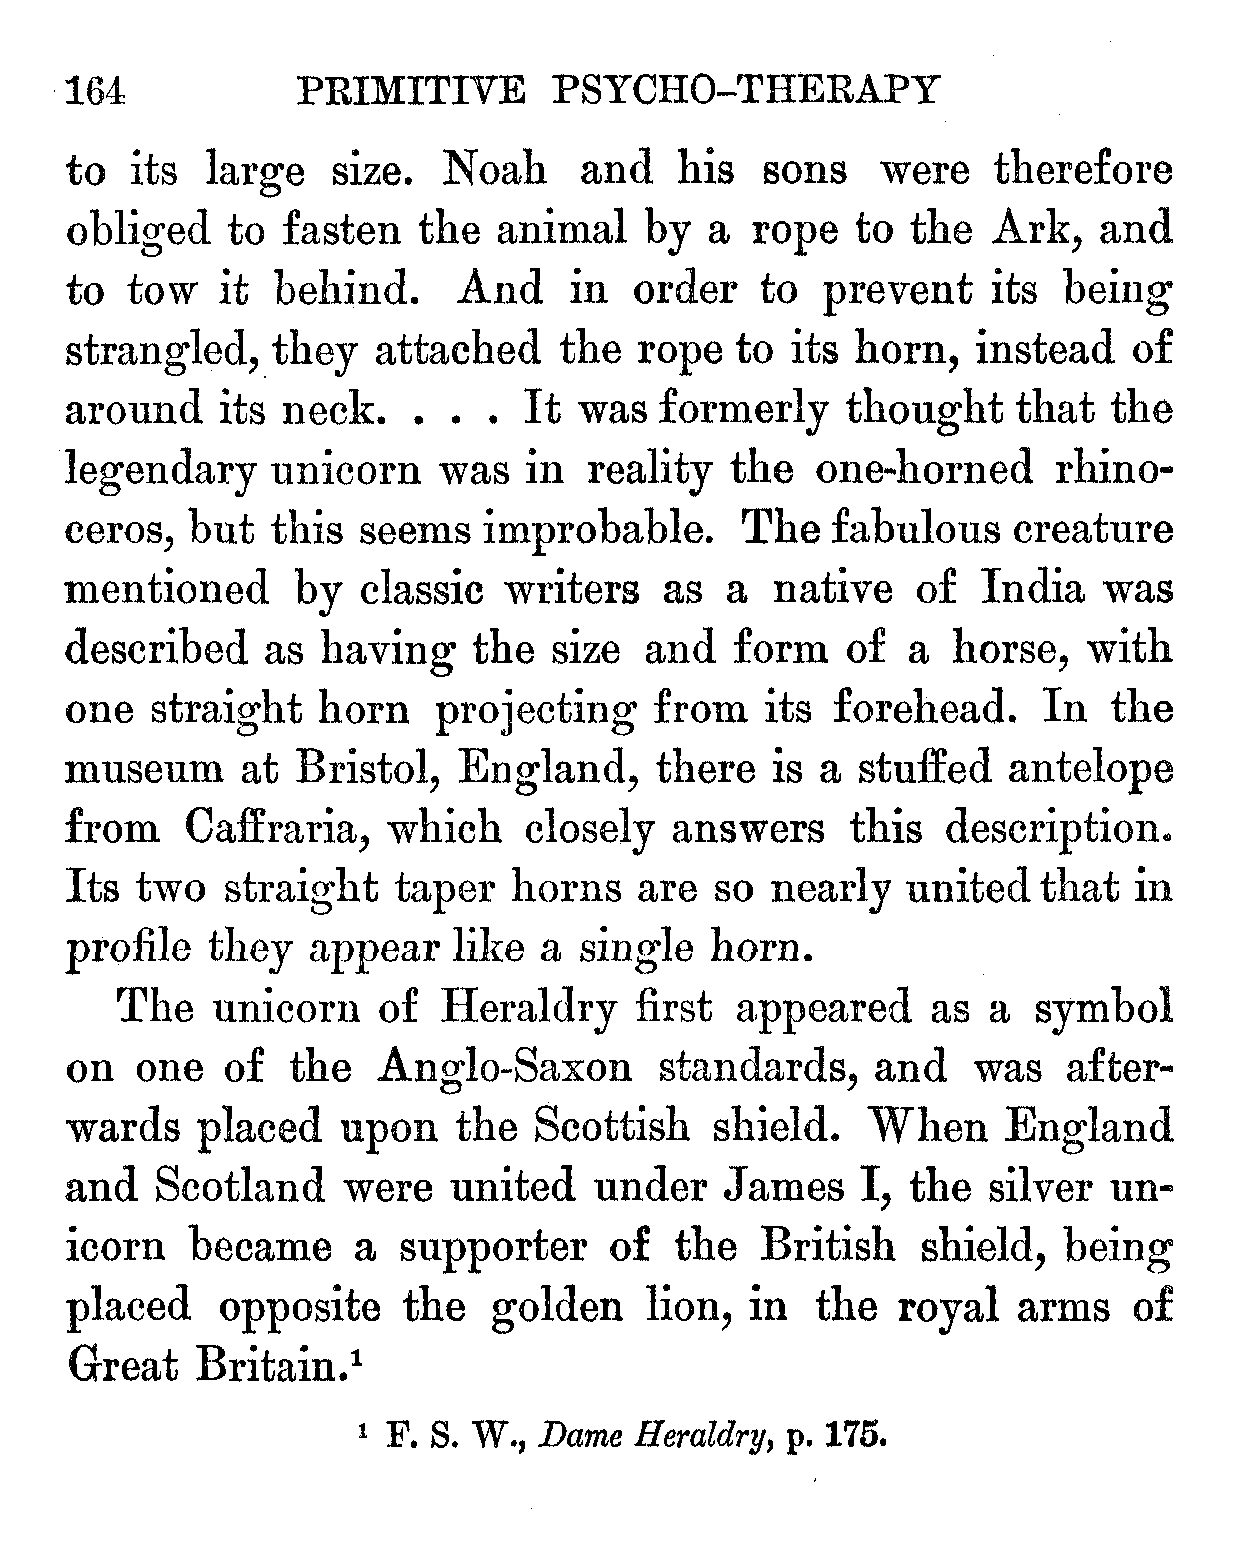 164 PRIMITIVE PSYCHO-THERAPY
to its large size. Noah and his sons were therefore
obliged to fasten the animal by a rope to the Ark, and
to tow it behind. And in order to prevent its being
strangled, they attached the rope to its horn, instead of
around its neck. . . . It was formerly thought that the
legendary unicorn was in reality the one-horned rhino-
ceros, but this seems improbable. The fabulous creature
mentioned by classic writers as a native of India was
described as having the size and form of a horse, with
one straight horn projecting from its forehead. In the
museum at Bristol, England, there is a stuffed antelope
from Caffraria, which closely answers this description.
Its two straight taper horns are so nearly united that in
profile they appear like a single horn.
The unicorn of Heraldry first appeared as a symbol
on one of the Anglo-Saxon standards, and was after-
wards placed upon the Scottish shield. When England
and Scotland were united under James I, the silver un-
icorn became a supporter of the British shield, being
placed opposite the golden lion, in the royal arms of
Great Britain.¹
¹ F. S. W., Dame Heraldry, p. 175.